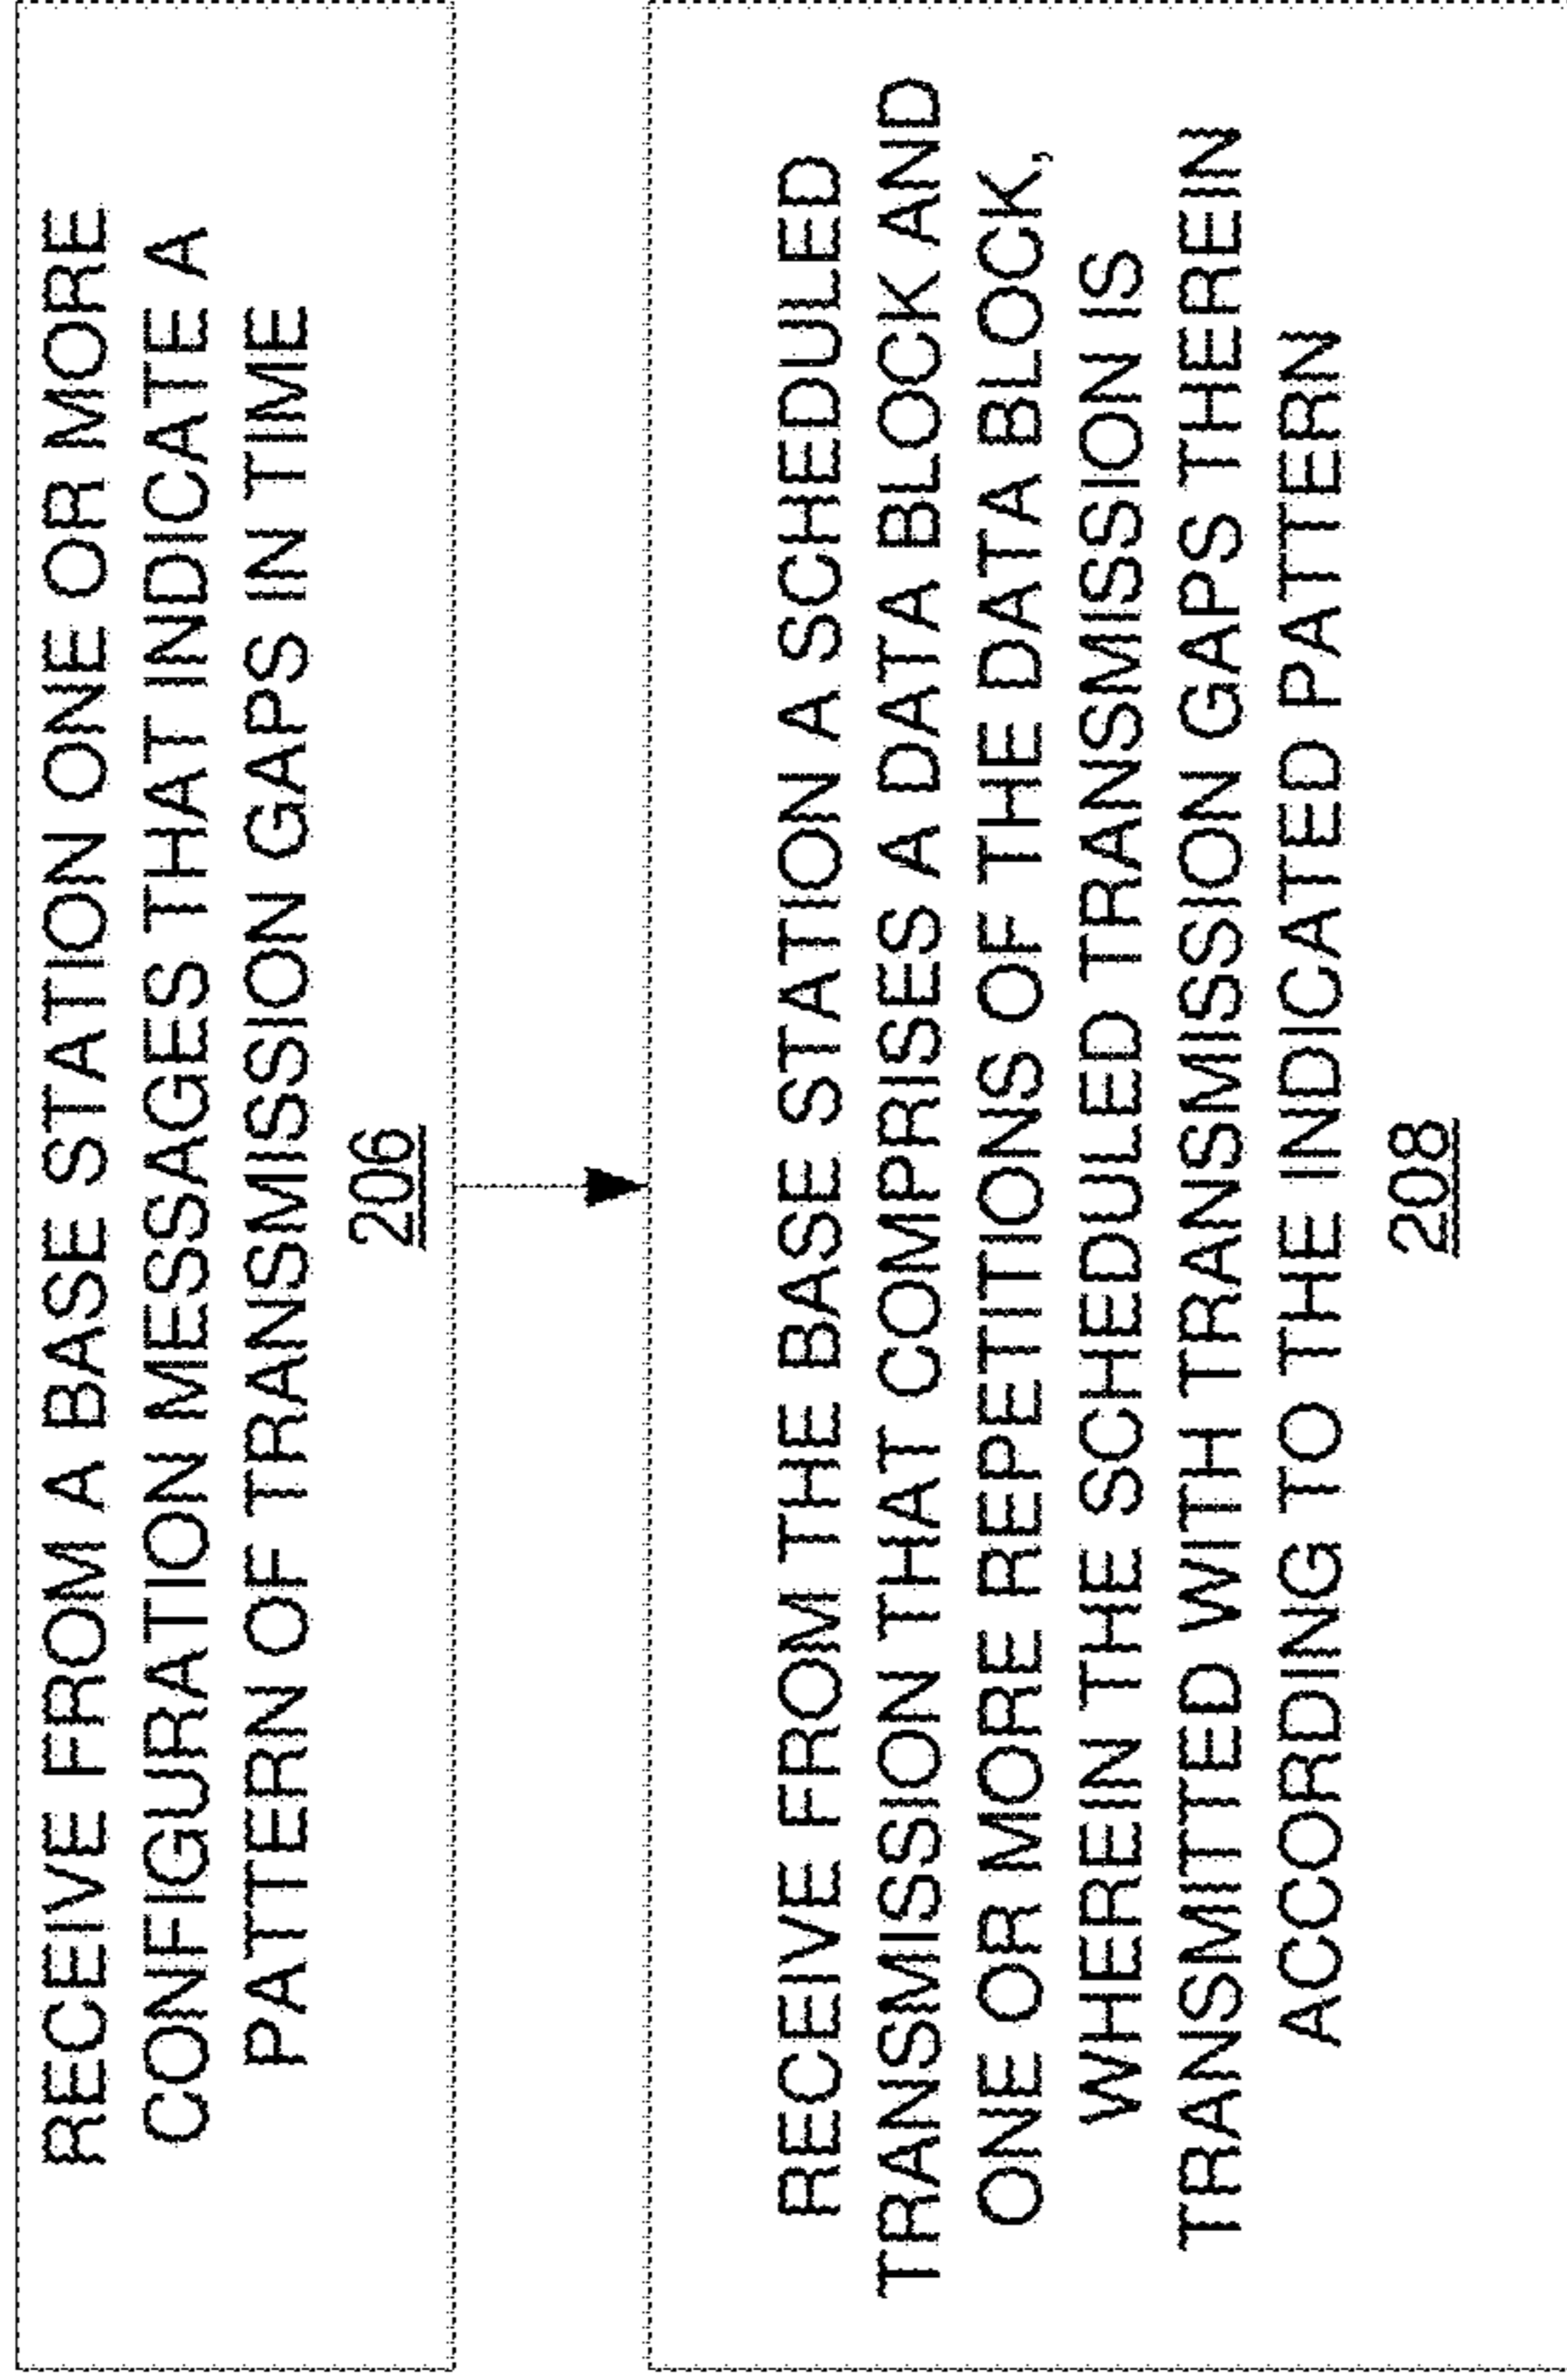 RECEIVE FROM A BASE STATION ONE OR MORE
CONFIGURATION MESSAGES THAT INDICATE A
PATTERN OF TRANSMISSION GAPS IN TIME
206
RECEIVE FROM THE BASE STATION A SCHEDULED
TRANSMISSION THAT COMPRISES A DATA BLOCK AND
ONE OR MORE REPETITIONS OF THE DATA BLOCK,
WHEREIN THE SCHEDULED TRANSMISSION IS
TRANSMITTED WITH TRANSMISSION GAPS THEREIN
ACCORDING TO THE INDICATED PATTERN
208